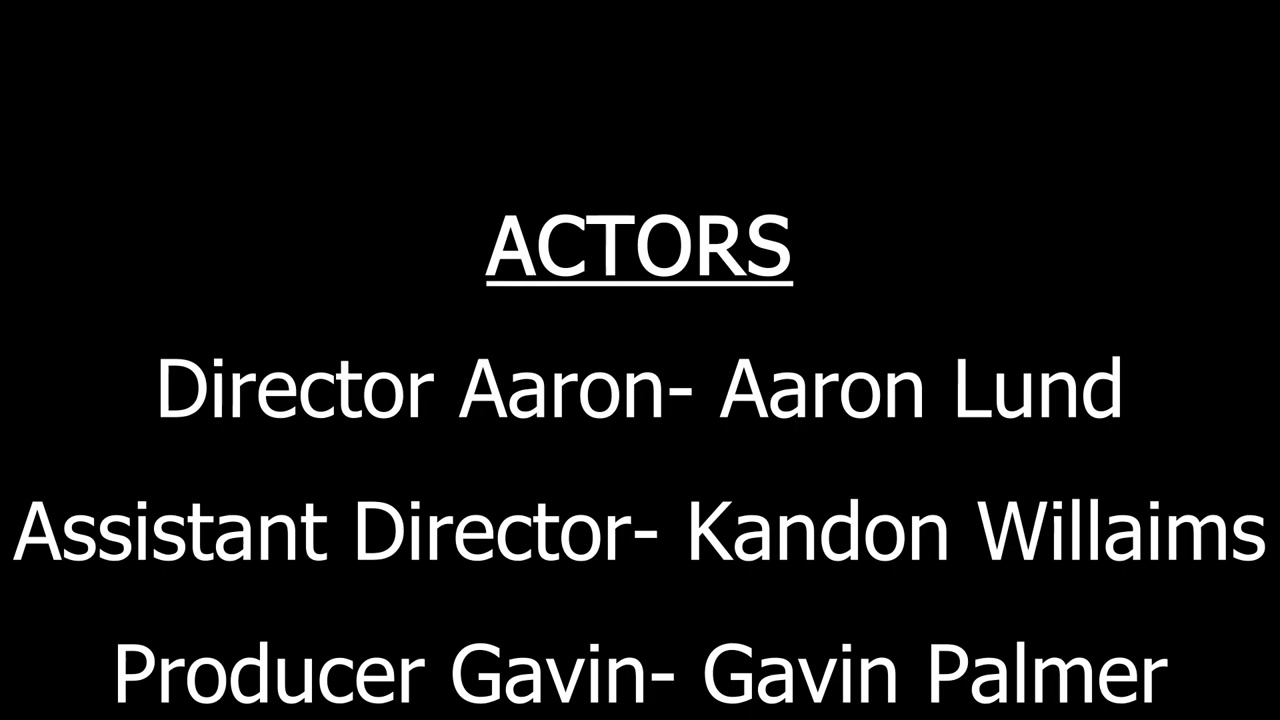 ACTORS
Director Aaron- Aaron Lund
Assistant Director- Kandon Willaims
Producer Gavin- Gavin Palmer